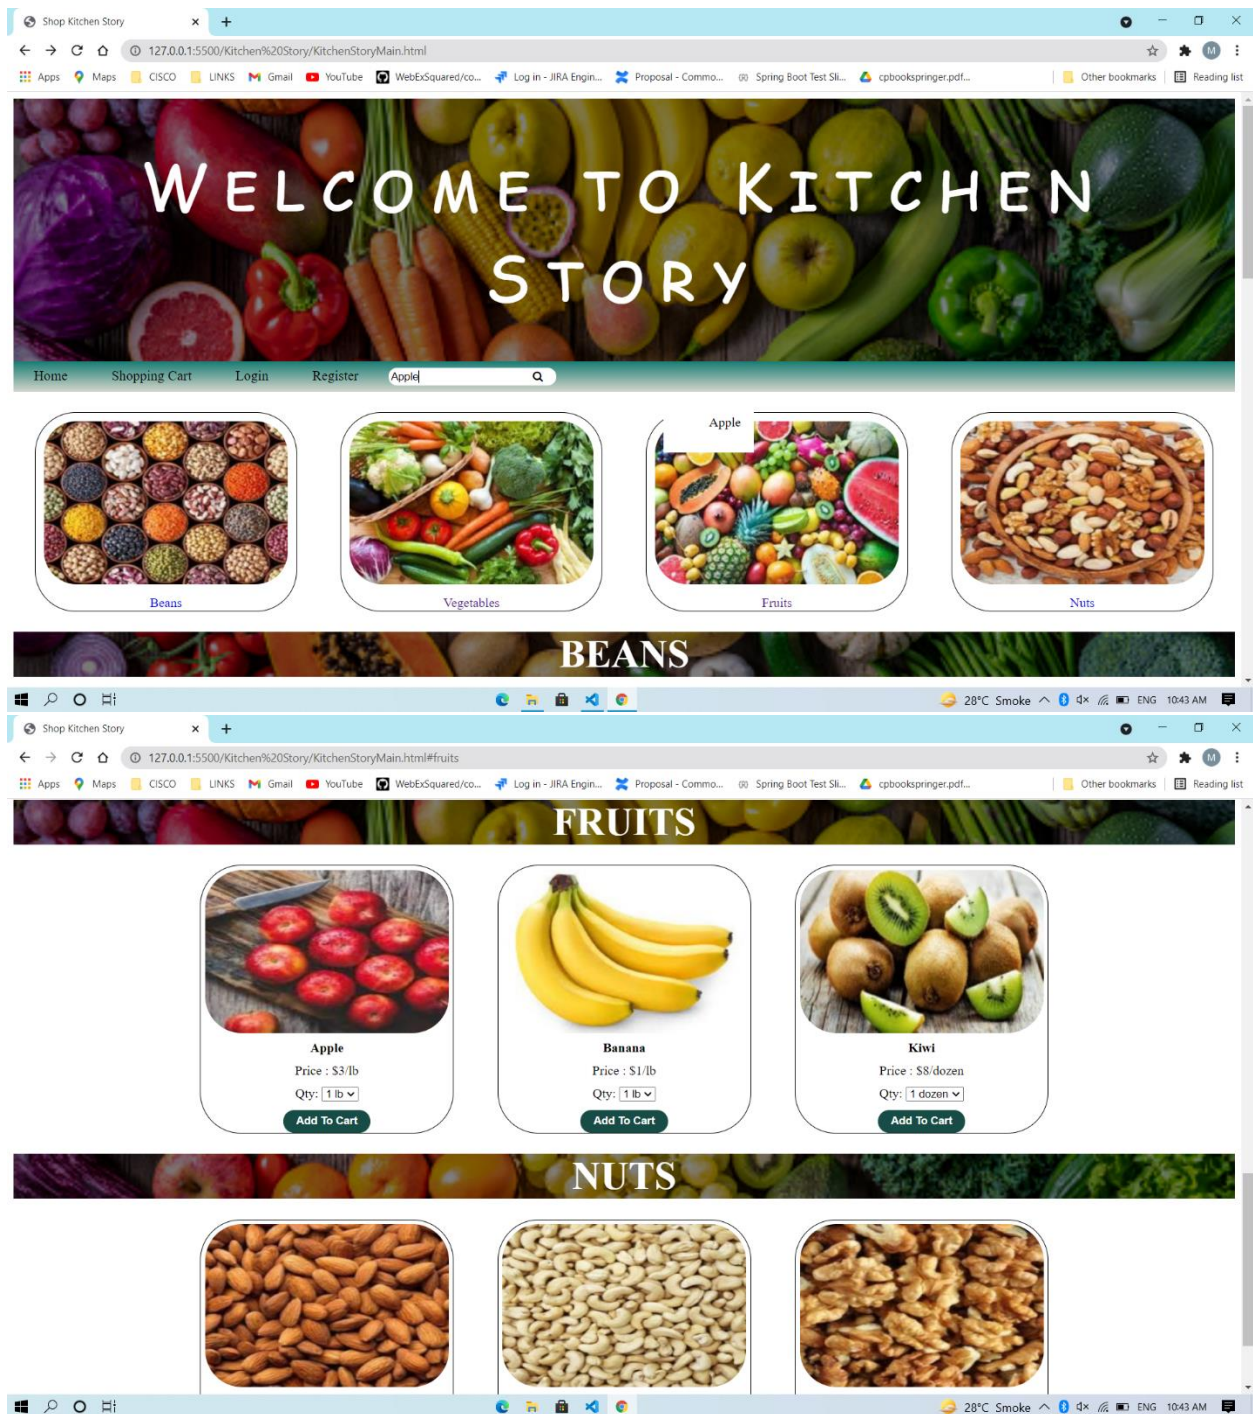 Shop Kitchen Story
127.0.0.1:5500/Kitchen%20Story/KitchenStoryMain.html
M
Apps Maps CISCO LINKS Gmail YouTube WebExSquared/co... Log in - JIRA Engin... Proposal - Commo... Spring Boot Test Sli... cpbookspringer.pdf... Other bookmarks Reading list
WELCOME TO KITCHEN
STORY
Home Shopping Cart Login Register Apple
Apple
Beans Vegetables Fruits Nuts
BEANS
28°C Smoke ENG 10:43 AM
Shop Kitchen Story
127.0.0.1:5500/Kitchen%20Story/KitchenStoryMain.html#fruits
M
Apps Maps CISCO LINKS Gmail YouTube WebExSquared/co... Log in - JIRA Engin... Proposal - Commo... Spring Boot Test Sli... cpbookspringer.pdf... Other bookmarks Reading list
FRUITS
Apple Banana Kiwi
Price : $3/lb Price : $1/lb Price : $8/dozen
Qty: 1 lb Qty: 1 lb Qty: 1 dozen
Add To Cart Add To Cart Add To Cart
NUTS
28°C Smoke ENG 10:43 AM